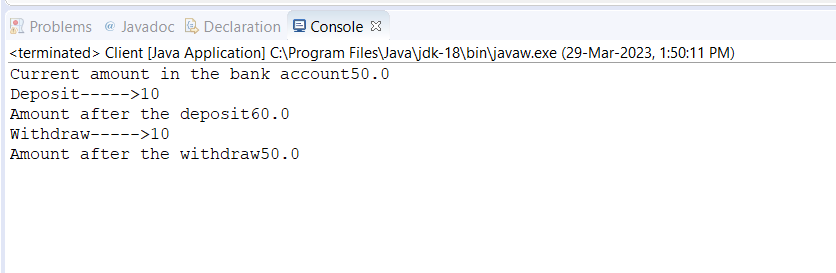 Problems @ Javadoc Declaration Console
<terminated> Client [Java Application] C:\Program Files\Java\jdk-18\bin\javaw.exe (29-Mar-2023, 1:50:11 PM)
Current amount in the bank account50.0
Deposit----->10
Amount after the deposit60.0
Withdraw----->10
Amount after the withdraw50.0